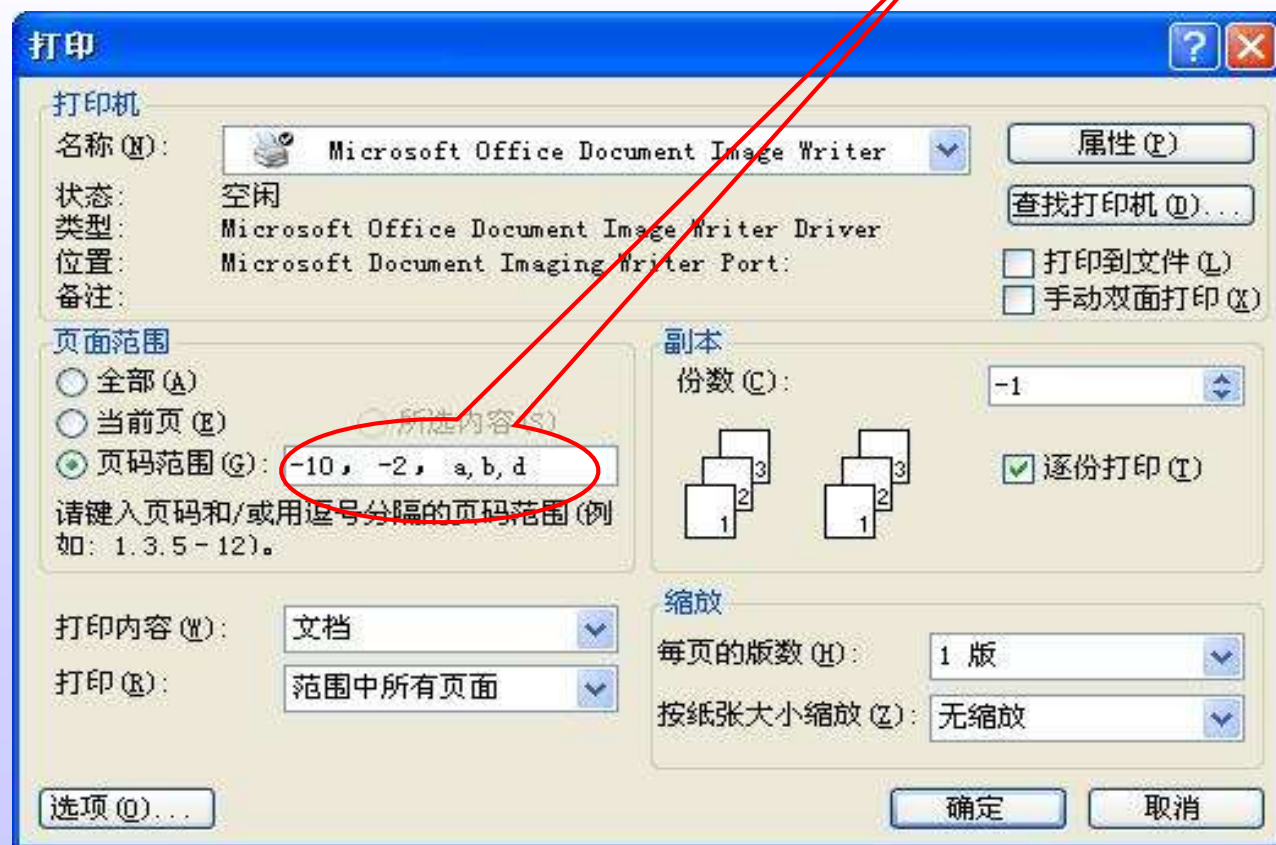 打印
打印机
名称(N):
Microsoft Office Document Image Writer
属性(P)
状态:
空闲
查找打印机(D)...
类型:
Microsoft Office Document Image Writer Driver
位置:
Microsoft Document Imaging Writer Port:
打印到文件(L)
备注:
手动双面打印(X)
页面范围
全部(A)
当前页(E)
所选内容(S)
页码范围(G):
-10， -2， a,b,d
请键入页码和/或用逗号分隔的页码范围(例
如: 1.3.5-12)。
副本
份数(C):
-1
3
2
1
3
2
1
逐份打印(T)
打印内容(W):
文档
打印(R):
范围中所有页面
缩放
每页的版数(H):
1 版
按纸张大小缩放(Z):
无缩放
选项(O)...
确定
取消